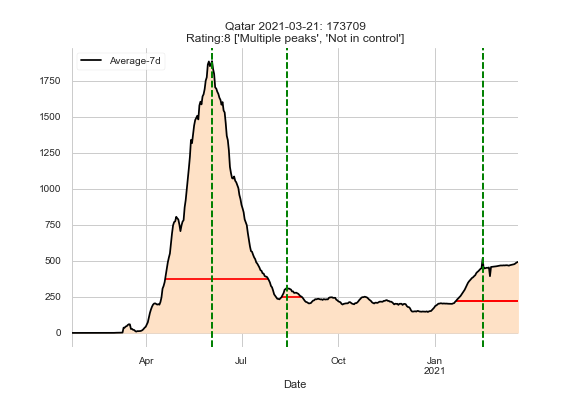 Qatar 2021-03-21: 173709
Rating:8 ['Multiple peaks', 'Not in control']
Average-7d
1750
1500
1250
1000
750
500
250
0
Apr
Jul
Oct
Jan
2021
Date